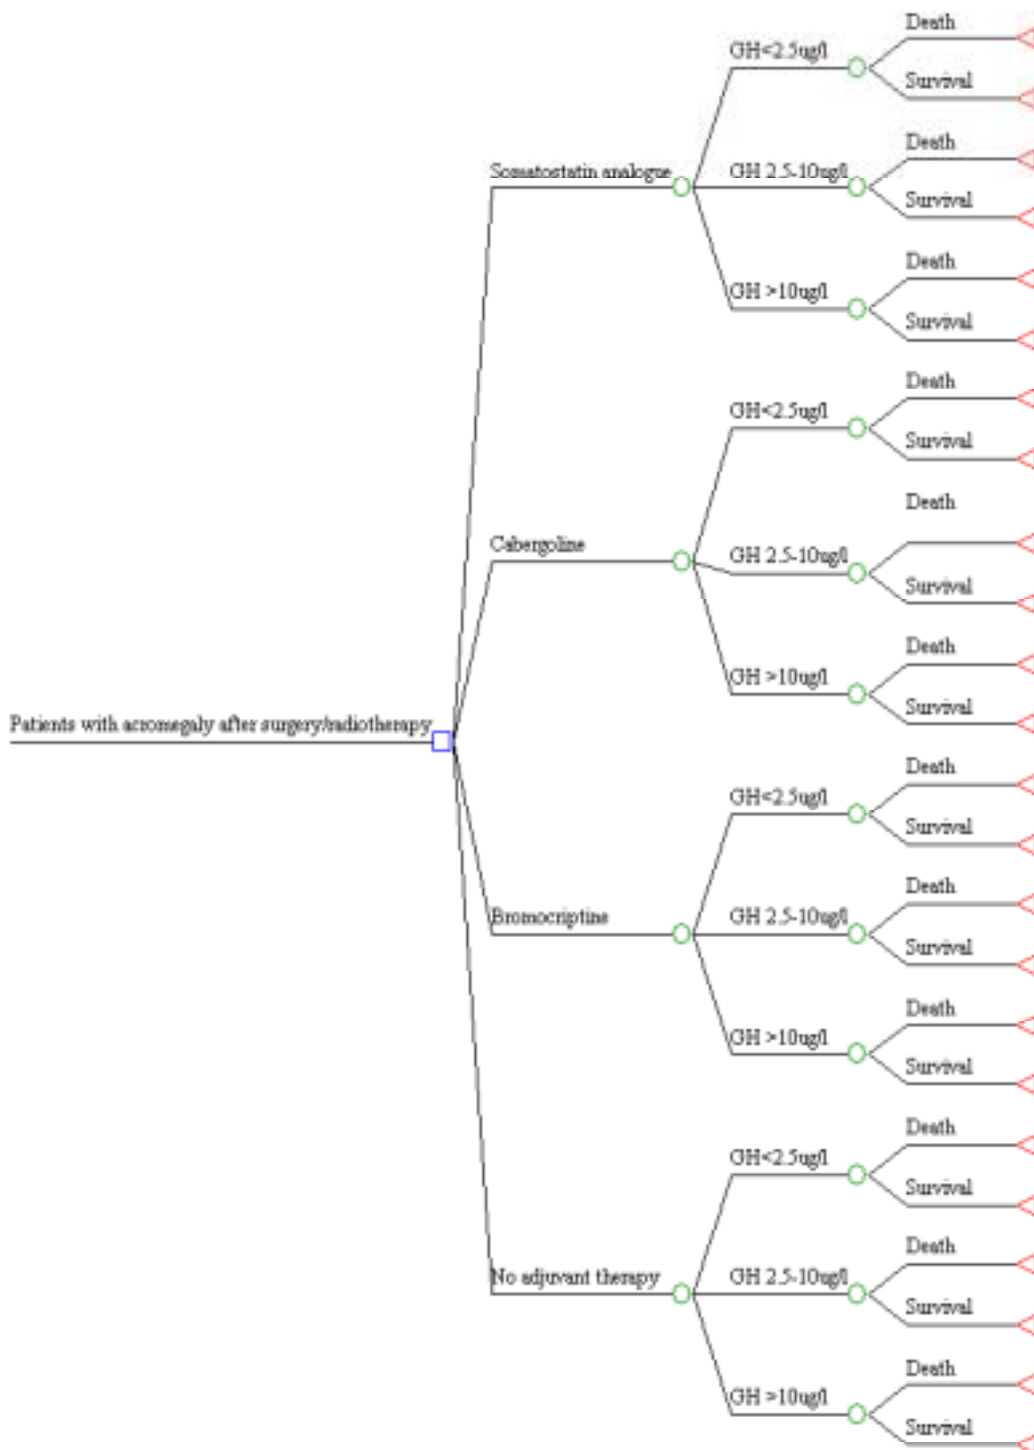 Death
GH<2.5ug/l
Survival
Death
Somatostatin analogue
GH 2.5-10ug/l
Survival
Death
GH >10ug/l
Survival
Death
GH<2.5ug/l
Survival
Death
Cabergoline
GH 2.5-10ug/l
Survival
Death
GH >10ug/l
Survival
Patients with acromegaly after surgery/radiotherapy
Death
GH<2.5ug/l
Survival
Death
Bromocriptine
GH 2.5-10ug/l
Survival
Death
GH >10ug/l
Survival
Death
GH<2.5ug/l
Survival
Death
No adjuvant therapy
GH 2.5-10ug/l
Survival
Death
GH >10ug/l
Survival